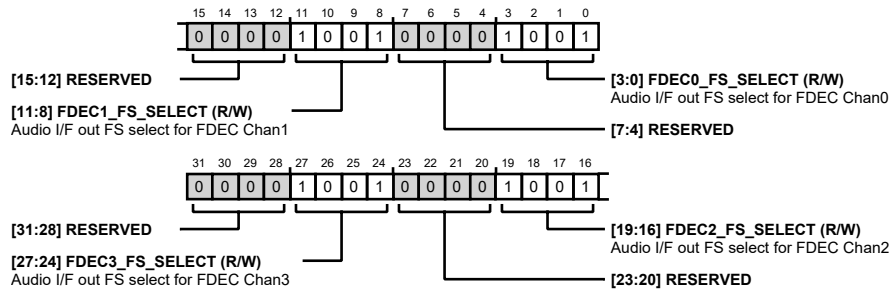 15 14 13 12 11 10 9 8 7 6 5 4 3 2 1 0
0 0 0 0 1 0 0 1 0 0 0 0 1 0 0 1
[15:12] RESERVED
[3:0] FDEC0_FS_SELECT (R/W)
Audio I/F out FS select for FDEC Chan0
[11:8] FDEC1_FS_SELECT (R/W)
Audio I/F out FS select for FDEC Chan1
[7:4] RESERVED
31 30 29 28 27 26 25 24 23 22 21 20 19 18 17 16
0 0 0 0 1 0 0 1 0 0 0 0 1 0 0 1
[31:28] RESERVED
[19:16] FDEC2_FS_SELECT (R/W)
Audio I/F out FS select for FDEC Chan2
[27:24] FDEC3_FS_SELECT (R/W)
Audio I/F out FS select for FDEC Chan3
[23:20] RESERVED